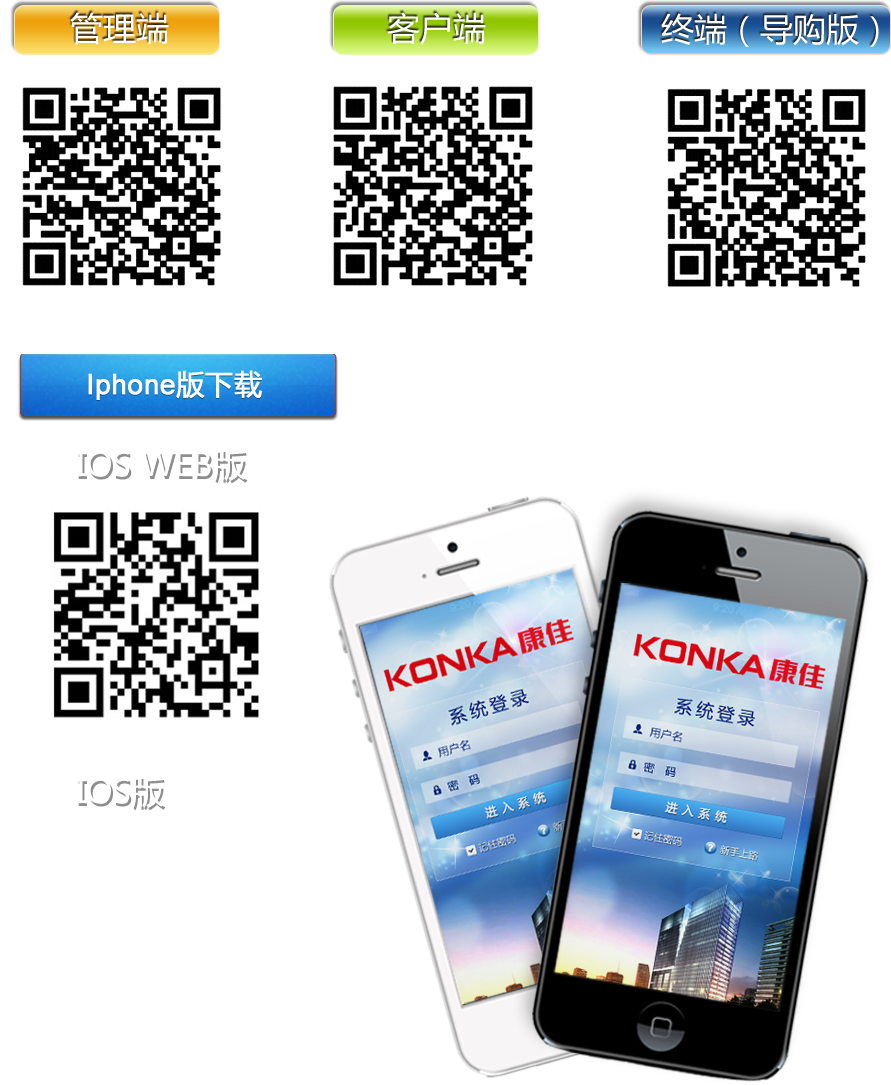 管理端
客户端
终端（导购版）
Iphone版下载
IOS WEB版
IOS版
KONKA康佳
系统登录
用户名
密 码
进入系统
记任密码
新
KONKA康佳
系统登录
用户名
密 码
进入系统
记任密码
新手上路